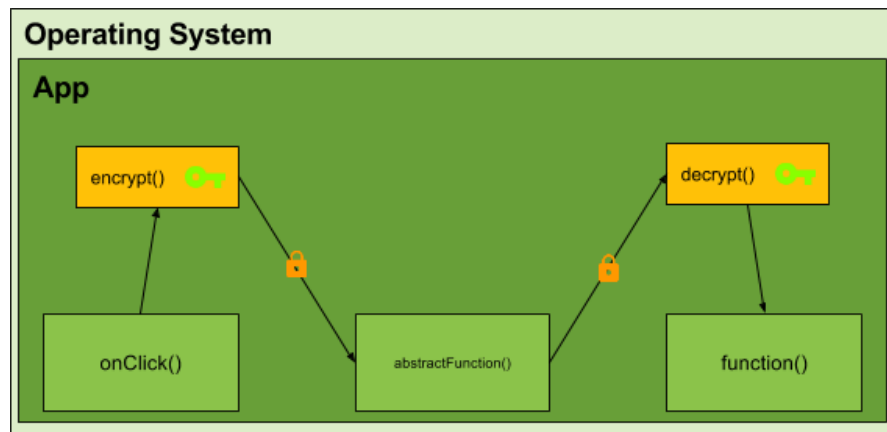 Operating System
App
encrypt()
decrypt()
onClick()
abstractFunction()
function()